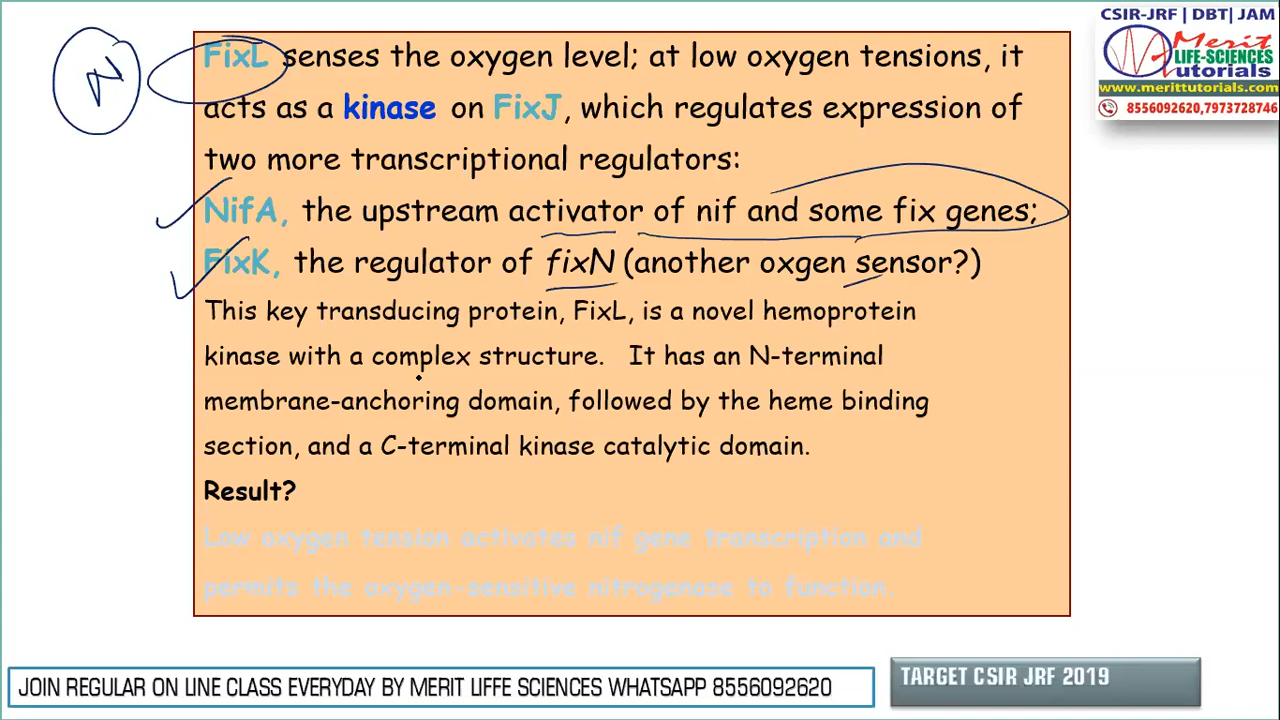 CSIR-JRF | DBT| JAM
Merit
LIFE-SCIENCES
utorials
www.merittutorials.com
8556092620,7973728746
N
FixL senses the oxygen level; at low oxygen tensions, it
acts as a kinase on FixJ, which regulates expression of
two more transcriptional regulators:
NifA, the upstream activator of nif and some fix genes;
FixK, the regulator of fixN (another oxgen sensor?)
This key transducing protein, FixL, is a novel hemoprotein
kinase with a complex structure. It has an N-terminal
membrane-anchoring domain, followed by the heme binding
section, and a C-terminal kinase catalytic domain.
Result?
Low oxygen tension activates nif gene transcription and
permits the oxygen-sensitive nitrogenase to function.
JOIN REGULAR ON LINE CLASS EVERYDAY BY MERIT LIFFE SCIENCES WHATSAPP 8556092620
TARGET CSIR JRF 2019